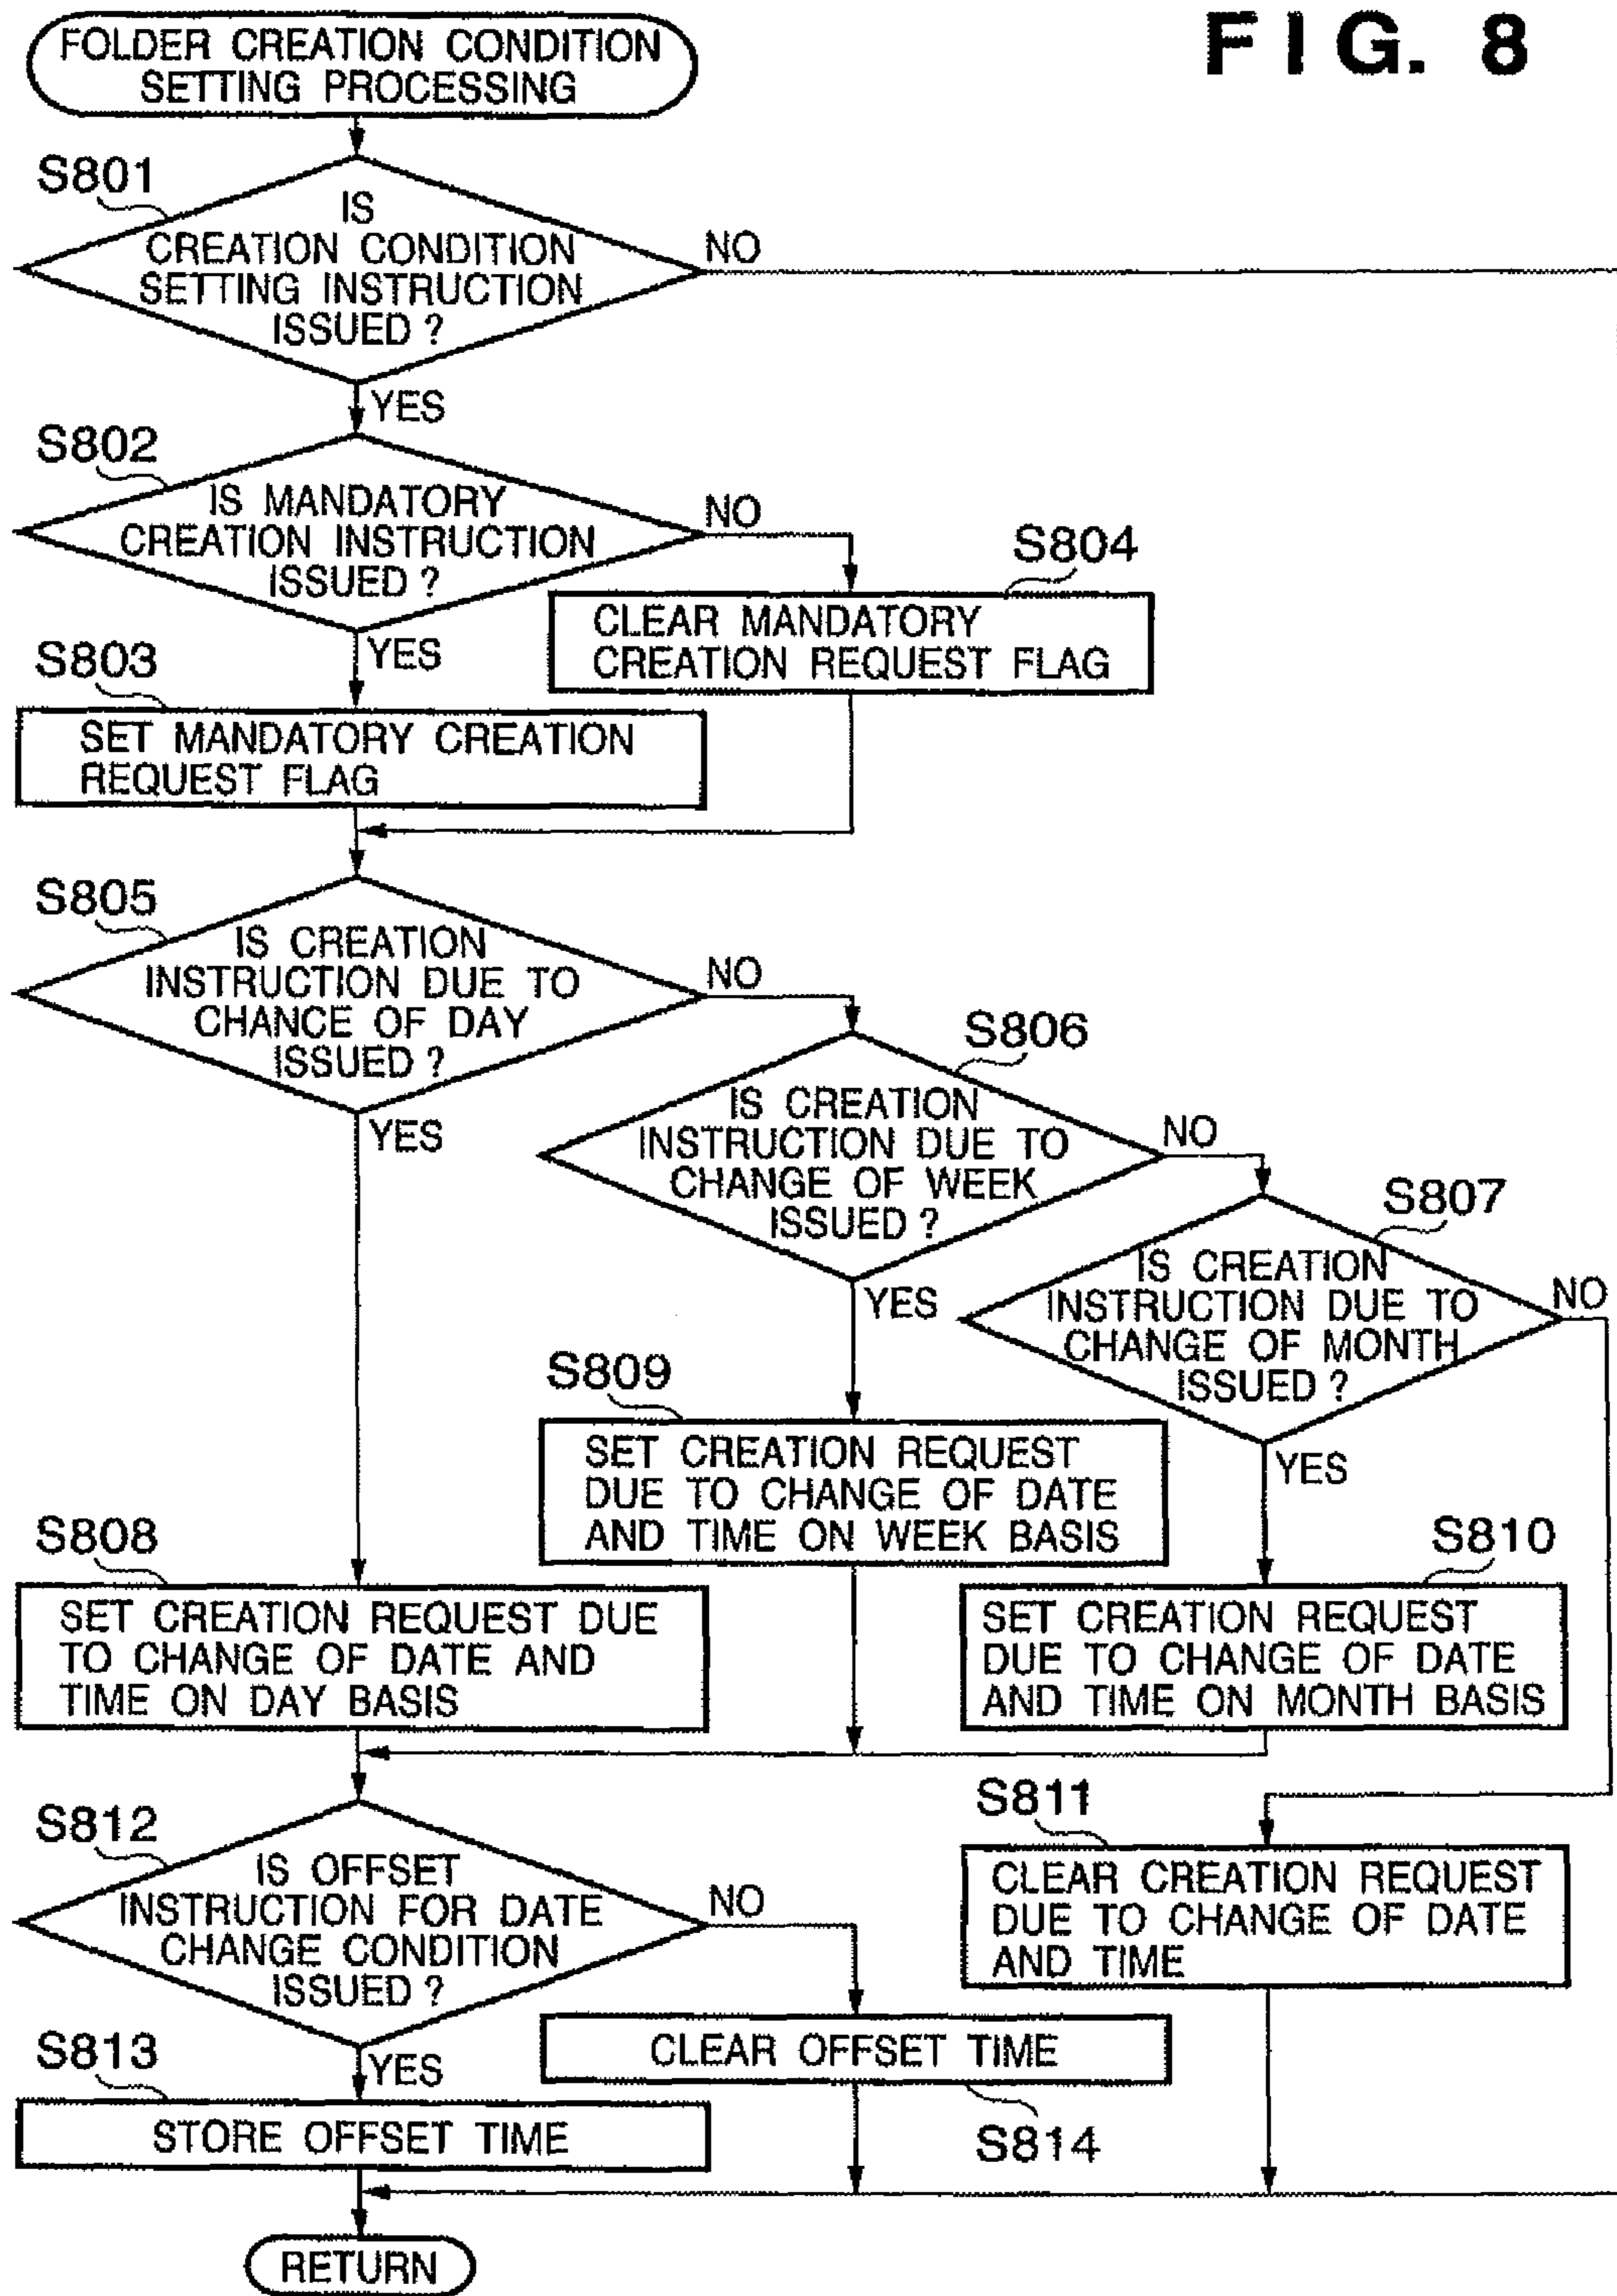 FIG. 8
FOLDER CREATION CONDITION
SETTING PROCESSING
S801
IS
CREATION CONDITION
SETTING INSTRUCTION
ISSUED ?
NO
YES
S802
IS MANDATORY
CREATION INSTRUCTION
ISSUED ?
NO
YES
S804
CLEAR MANDATORY
CREATION REQUEST FLAG
S803
SET MANDATORY CREATION
REQUEST FLAG
S805
IS CREATION
INSTRUCTION DUE TO
CHANCE OF DAY
ISSUED ?
NO
YES
S806
IS CREATION
INSTRUCTION DUE TO
CHANGE OF WEEK
ISSUED ?
NO
YES
S807
IS CREATION
INSTRUCTION DUE TO
CHANGE OF MONTH
ISSUED ?
NO
YES
S809
SET CREATION REQUEST
DUE TO CHANGE OF DATE
AND TIME ON WEEK BASIS
S808
SET CREATION REQUEST DUE
TO CHANGE OF DATE AND
TIME ON DAY BASIS
S810
SET CREATION REQUEST
DUE TO CHANGE OF DATE
AND TIME ON MONTH BASIS
S811
CLEAR CREATION REQUEST
DUE TO CHANGE OF DATE
AND TIME
S812
IS OFFSET
INSTRUCTION FOR DATE
CHANGE CONDITION
ISSUED ?
NO
YES
S813
STORE OFFSET TIME
CLEAR OFFSET TIME
S814
RETURN